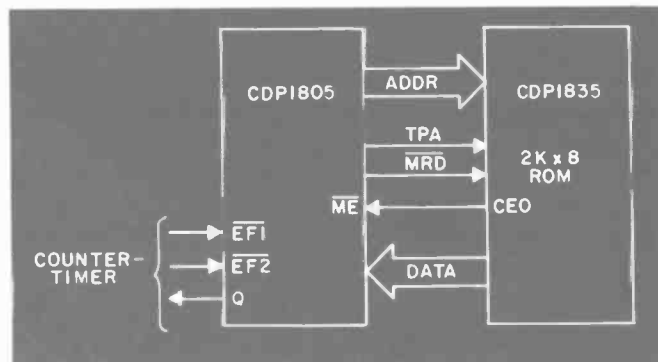 CDP1805
ADDR
CDP1835
TPA
MRD
2K x 8
ROM
ME
CEO
EF1
COUNTER-
TIMER
EF2
DATA
Q